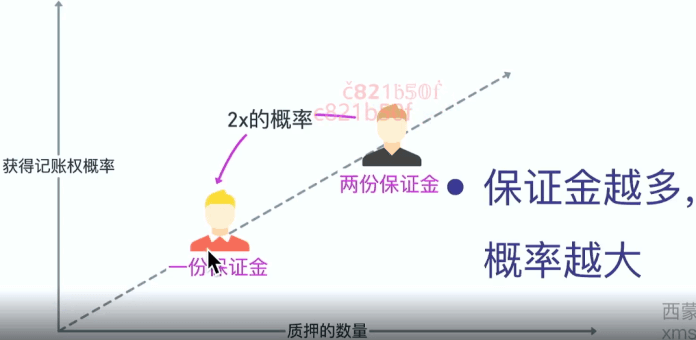 č821b50ḟ
c821b50f
2x的概率
获得记账权概率
两份保证金
保证金越多，
一份保证金
概率越大
西蒙
质押的数量
xms